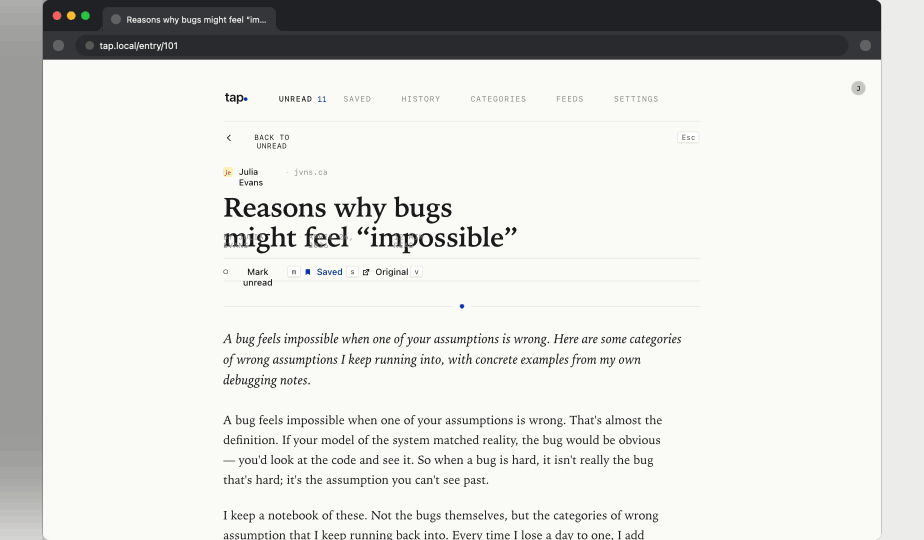 Reasons why bugs might feel “im...
tap.local/entry/101
J
tap
UNREAD 11 SAVED HISTORY CATEGORIES FEEDS SETTINGS
BACK TO
UNREAD
Esc
je
Julia
Evans
· jvns.ca
Reasons why bugs
might feel “impossible”
Mark
unread
m
Saved s
Original v
A bug feels impossible when one of your assumptions is wrong. Here are some categories
of wrong assumptions I keep running into, with concrete examples from my own
debugging notes.
A bug feels impossible when one of your assumptions is wrong. That's almost the
definition. If your model of the system matched reality, the bug would be obvious
— you'd look at the code and see it. So when a bug is hard, it isn't really the bug
that's hard; it's the assumption you can't see past.
I keep a notebook of these. Not the bugs themselves, but the categories of wrong
assumption that I keep running back into. Every time I lose a day to one, I add